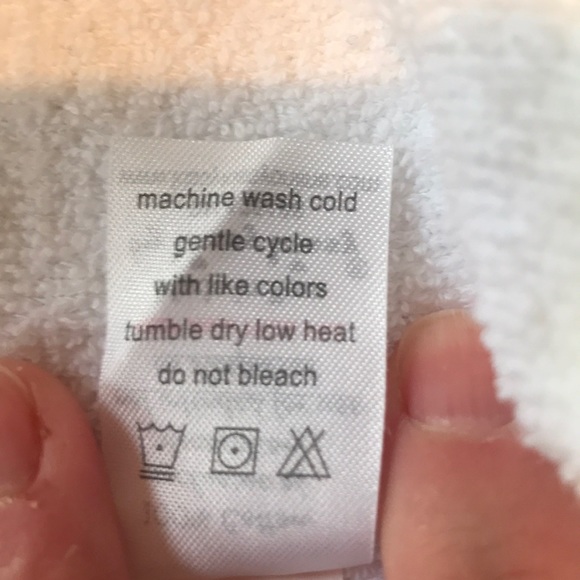 machine wash cold
gentle cycle
with like colors
tumble dry low heat
do not bleach